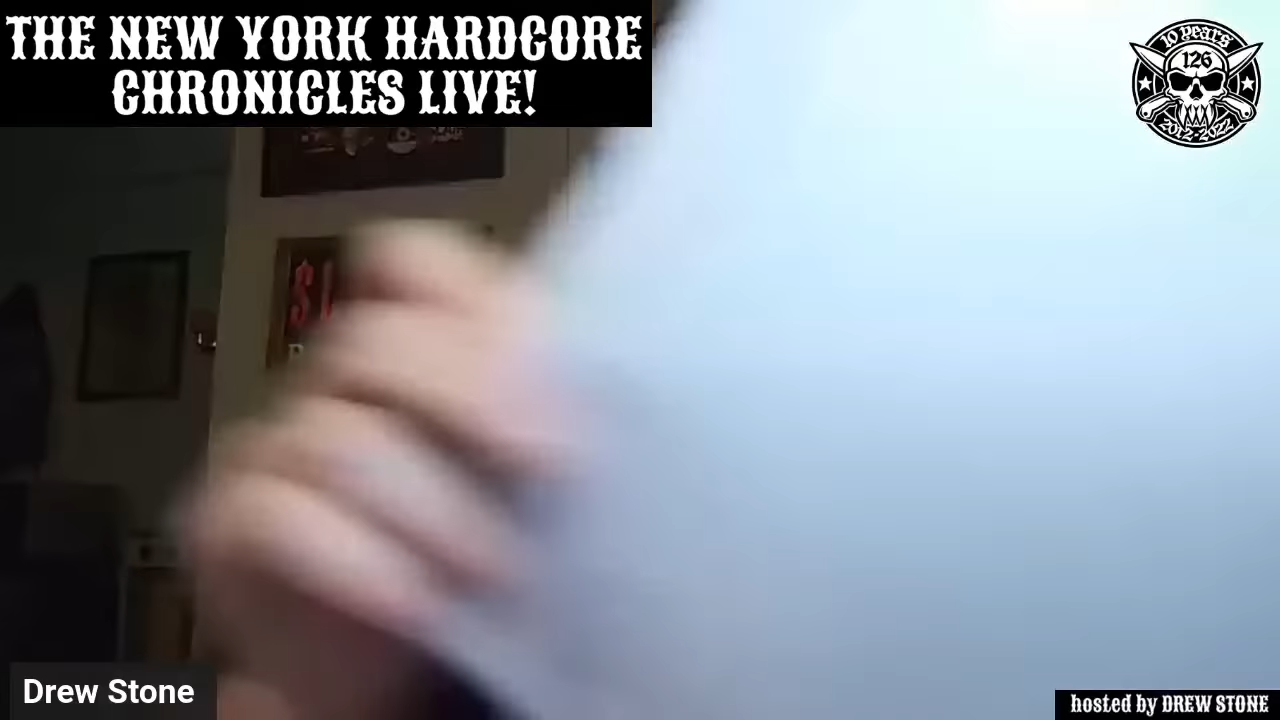 THE NEW YORK HARDCORE
CHRONICLES LIVE!
10 YEARS
126
2012-2022
Drew Stone
hosted by DREW STONE